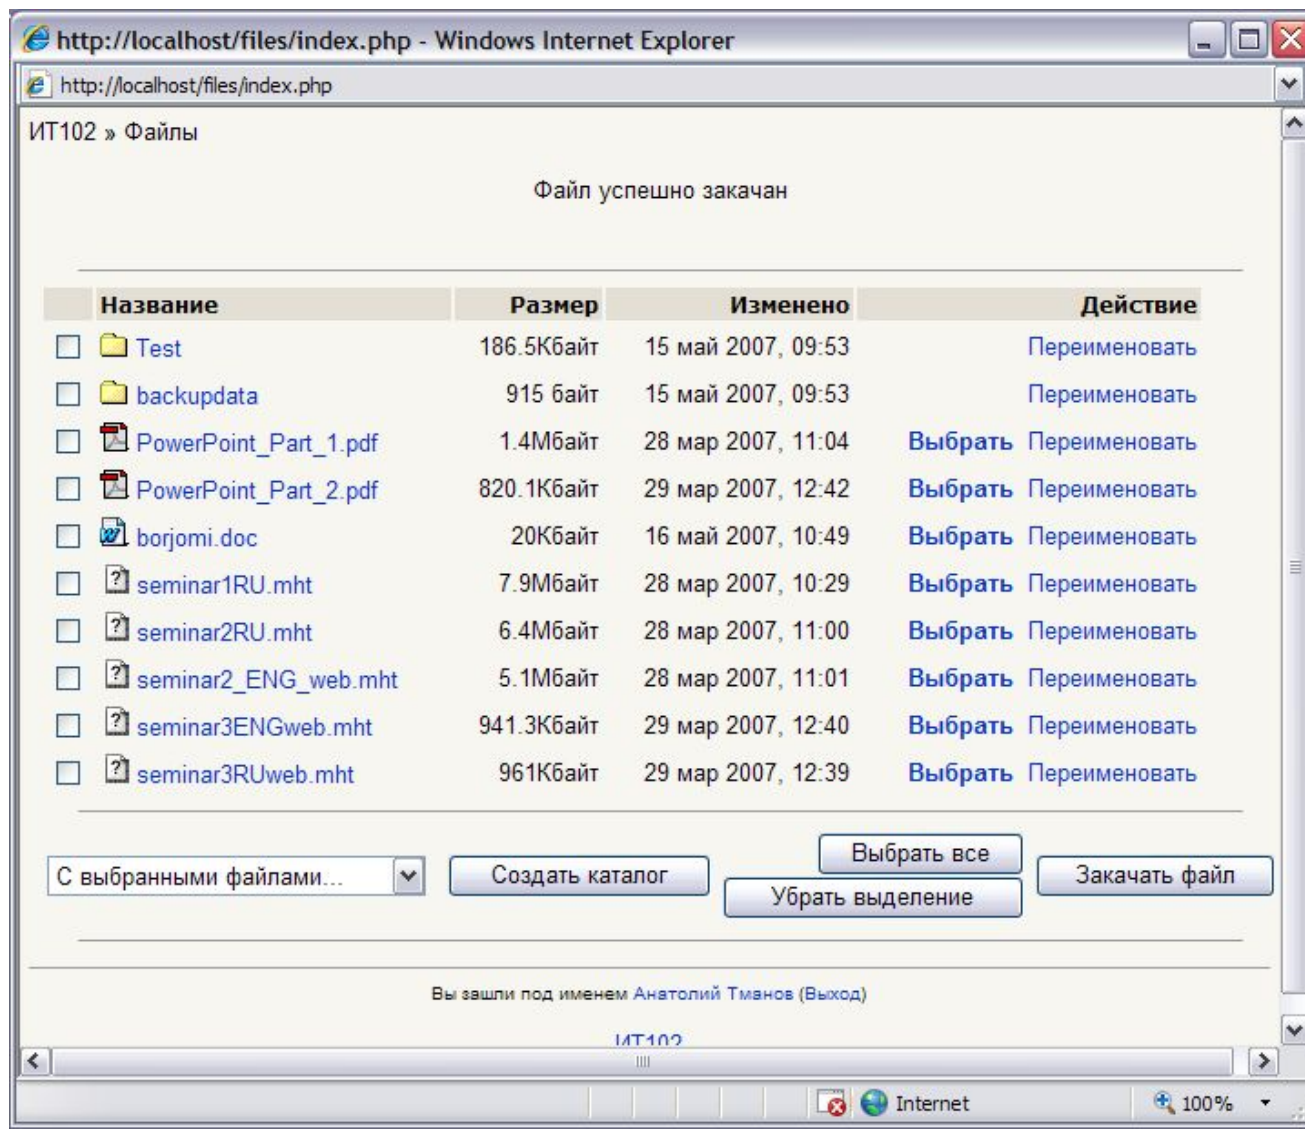 http://localhost/files/index.php - Windows Internet Explorer
http://localhost/files/index.php
ИТ102 » Файлы
Файл успешно закачан
Название Размер Изменено Действие
Test 186.5Кбайт 15 май 2007, 09:53 Переименовать
backupdata 915 байт 15 май 2007, 09:53 Переименовать
PowerPoint_Part_1.pdf 1.4Мбайт 28 мар 2007, 11:04 Выбрать Переименовать
PowerPoint_Part_2.pdf 820.1Кбайт 29 мар 2007, 12:42 Выбрать Переименовать
borjomi.doc 20Кбайт 16 май 2007, 10:49 Выбрать Переименовать
seminar1RU.mht 7.9Мбайт 28 мар 2007, 10:29 Выбрать Переименовать
seminar2RU.mht 6.4Мбайт 28 мар 2007, 11:00 Выбрать Переименовать
seminar2_ENG_web.mht 5.1Мбайт 28 мар 2007, 11:01 Выбрать Переименовать
seminar3ENGweb.mht 941.3Кбайт 29 мар 2007, 12:40 Выбрать Переименовать
seminar3RUweb.mht 961Кбайт 29 мар 2007, 12:39 Выбрать Переименовать
Выбрать все
С выбранными файлами... Создать каталог Закачать файл
Убрать выделение
Вы зашли под именем Анатолий Тманов (Выход)
ИТ102
Internet 100%